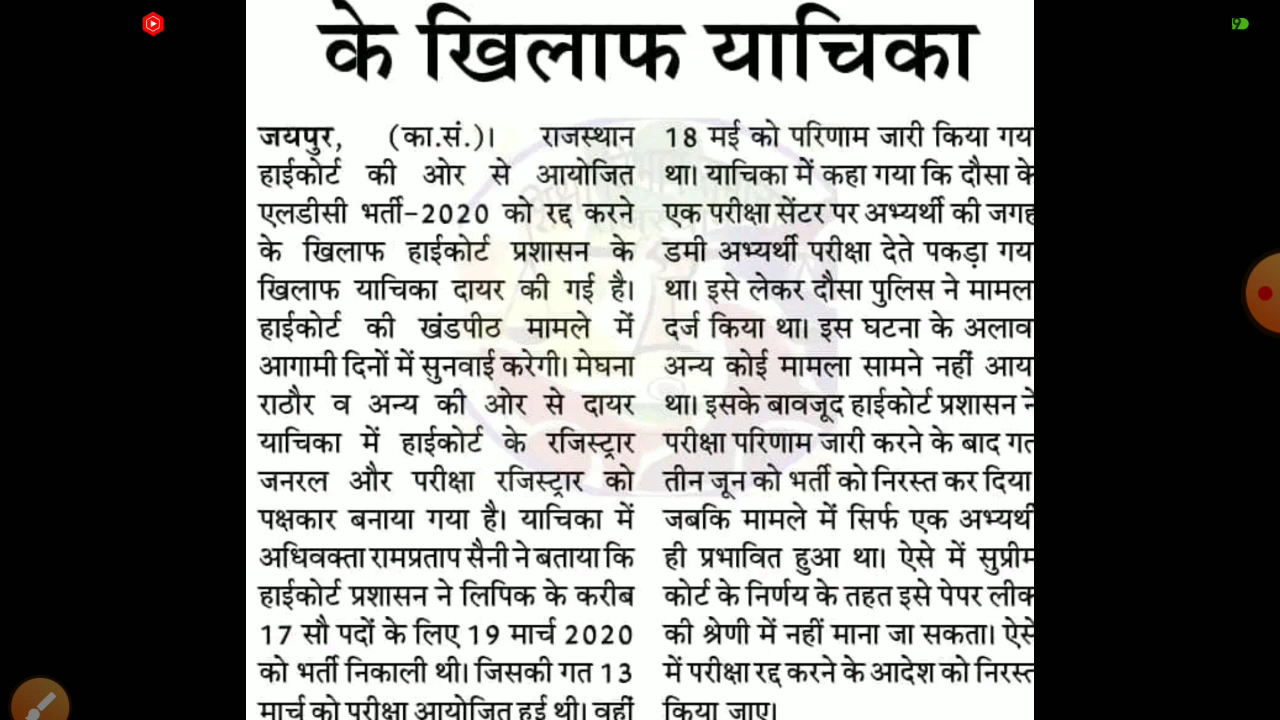 के खिलाफ याचिका
जयपुर, (का.सं.)। राजस्थान
हाईकोर्ट की ओर से आयोजित
एलडीसी भर्ती-2020 को रद्द करने
के खिलाफ हाईकोर्ट प्रशासन के
खिलाफ याचिका दायर की गई है।
हाईकोर्ट की खंडपीठ मामले में
आगामी दिनों में सुनवाई करेगी। मेघना
राठौर व अन्य की ओर से दायर
याचिका में हाईकोर्ट के रजिस्ट्रार
जनरल और परीक्षा रजिस्ट्रार को
पक्षकार बनाया गया है। याचिका में
अधिवक्ता रामप्रताप सैनी ने बताया कि
हाईकोर्ट प्रशासन ने लिपिक के करीब
17 सौ पदों के लिए 19 मार्च 2020
को भर्ती निकाली थी। जिसकी गत 13
मार्च को परीक्षा आयोजित हुई थी। वहीं
18 मई को परिणाम जारी किया गय
था। याचिका में कहा गया कि दौसा के
एक परीक्षा सेंटर पर अभ्यर्थी की जगह
डमी अभ्यर्थी परीक्षा देते पकड़ा गय
था। इसे लेकर दौसा पुलिस ने मामल
दर्ज किया था। इस घटना के अलाव
अन्य कोई मामला सामने नहीं आय
था। इसके बावजूद हाईकोर्ट प्रशासन ने
परीक्षा परिणाम जारी करने के बाद गत
तीन जून को भर्ती को निरस्त कर दिया
जबकि मामले में सिर्फ एक अभ्यर्थी
ही प्रभावित हुआ था। ऐसे में सुप्रीम
कोर्ट के निर्णय के तहत इसे पेपर लीक
की श्रेणी में नहीं माना जा सकता। ऐसे
में परीक्षा रद्द करने के आदेश को निरस्त
किया जाए।